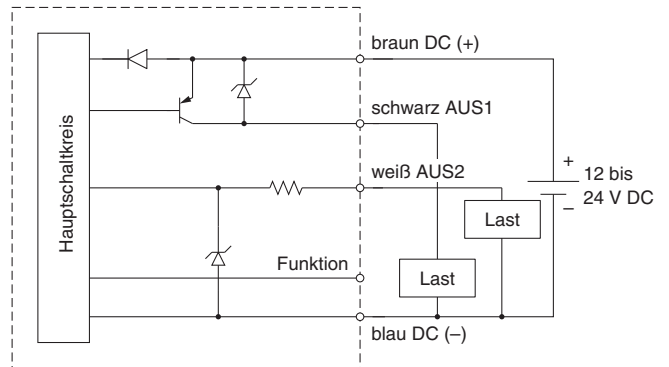 Hauptschaltkreis
braun DC (+)
schwarz AUS1
weiß AUS2
Funktion
blau DC (–)
Last
Last
+
12 bis
24 V DC
–